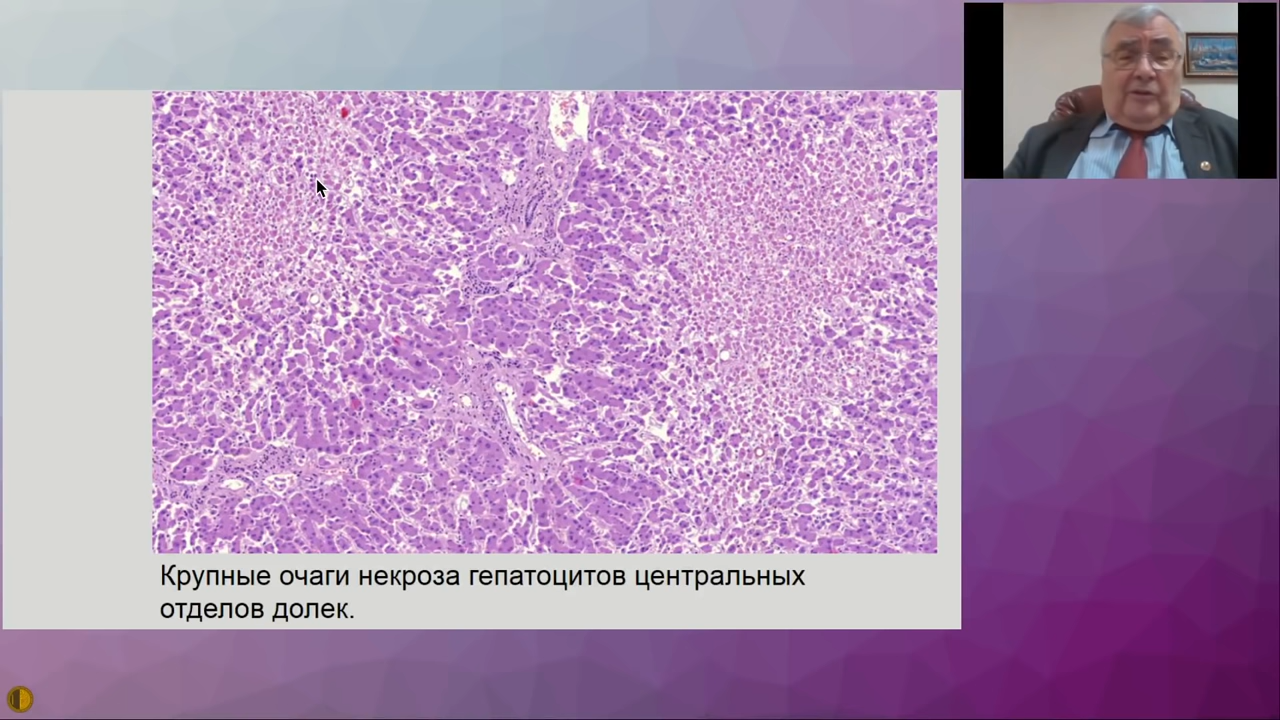 Крупные очаги некроза гепатоцитов центральных
отделов долек.